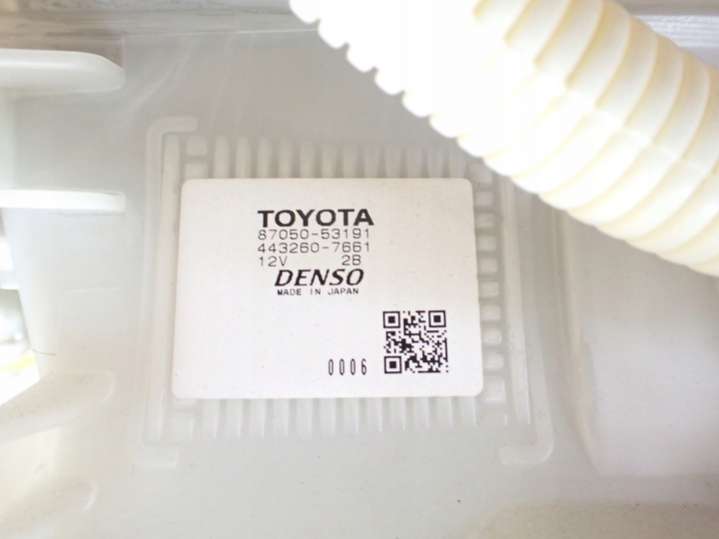 TOYOTA
87050-53191
443260-7661
12V 2B
DENSO
MADE IN JAPAN
0006